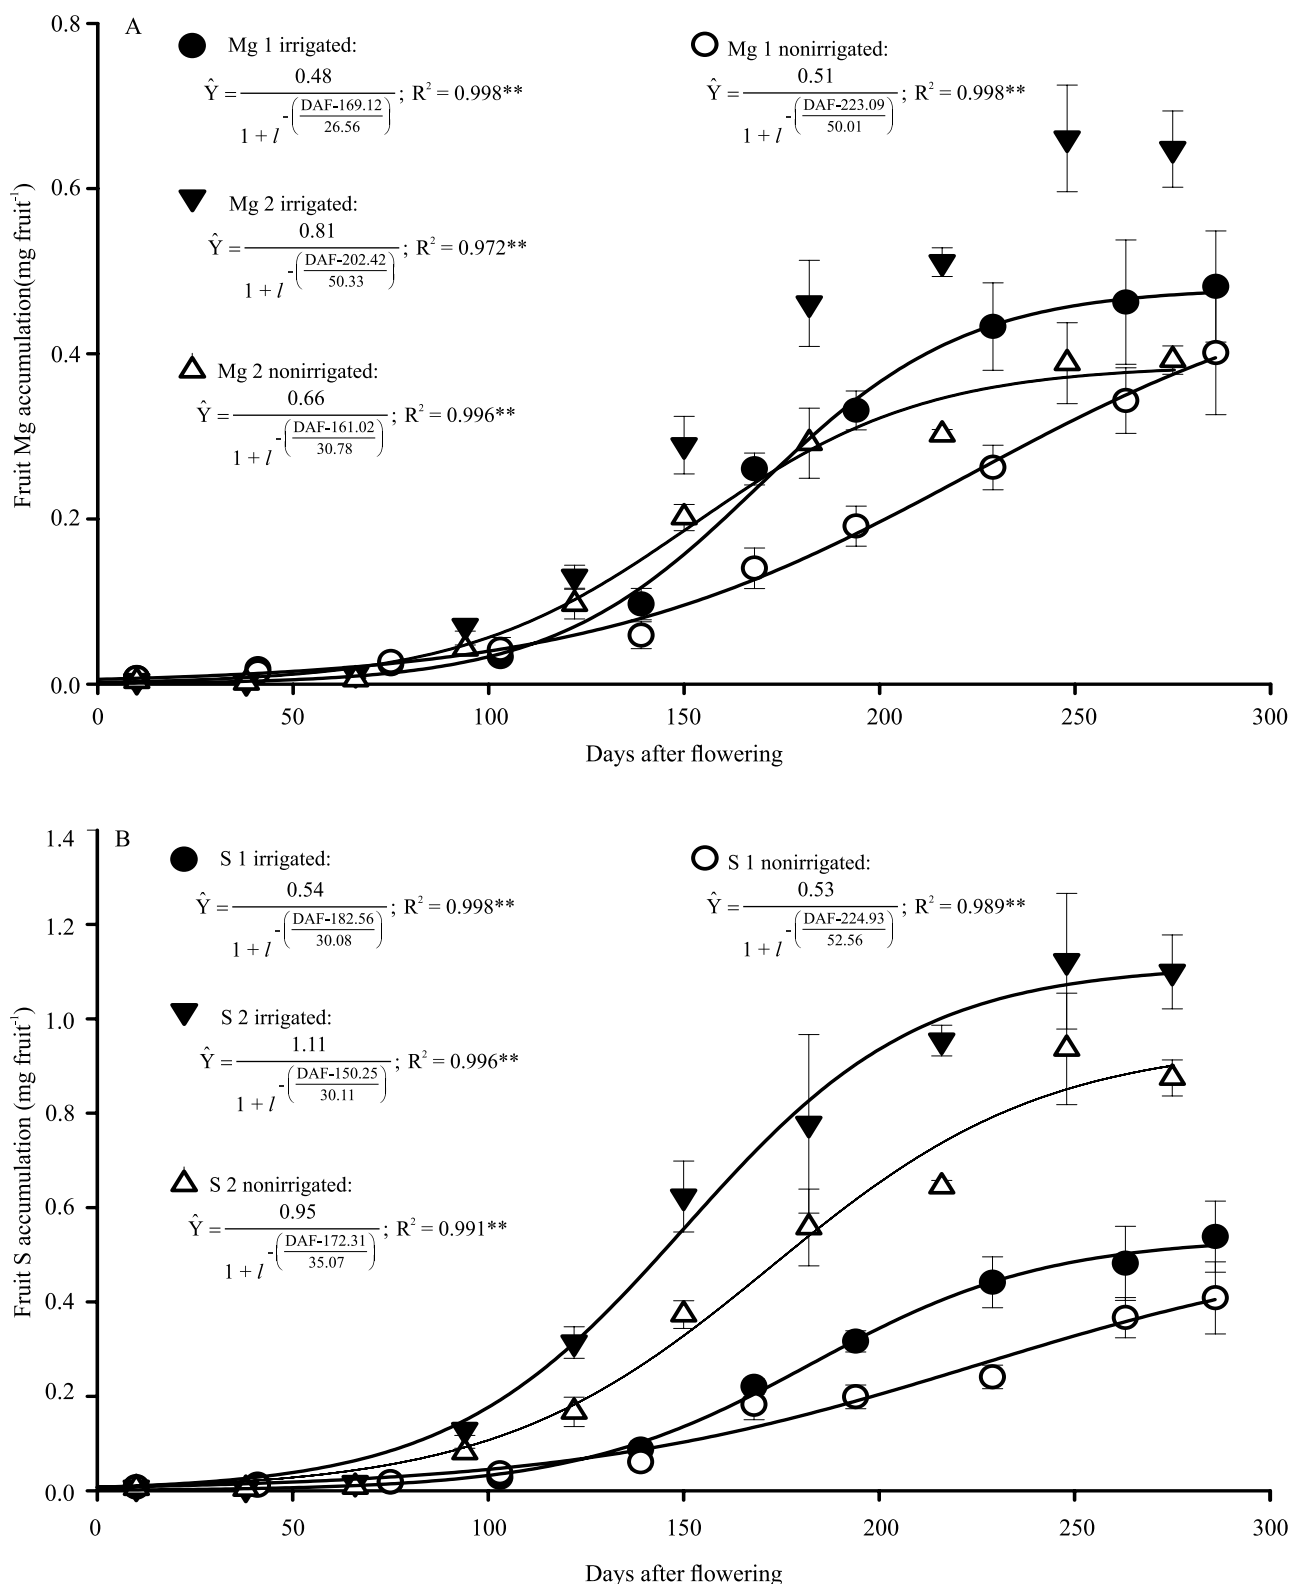 A
Mg 1 irrigated:
Ŷ = 0.48 / 1 + l^-(DAF-169.12 / 26.56) ; R² = 0.998**
Mg 1 nonirrigated:
Ŷ = 0.51 / 1 + l^-(DAF-223.09 / 50.01) ; R² = 0.998**
Mg 2 irrigated:
Ŷ = 0.81 / 1 + l^-(DAF-202.42 / 50.33) ; R² = 0.972**
Mg 2 nonirrigated:
Ŷ = 0.66 / 1 + l^-(DAF-161.02 / 30.78) ; R² = 0.996**
Fruit Mg accumulation(mg fruit⁻¹)
0.8
0.6
0.4
0.2
0.0
0 50 100 150 200 250 300
Days after flowering
B
S 1 irrigated:
Ŷ = 0.54 / 1 + l^-(DAF-182.56 / 30.08) ; R² = 0.998**
S 1 nonirrigated:
Ŷ = 0.53 / 1 + l^-(DAF-224.93 / 52.56) ; R² = 0.989**
S 2 irrigated:
Ŷ = 1.11 / 1 + l^-(DAF-150.25 / 30.11) ; R² = 0.996**
S 2 nonirrigated:
Ŷ = 0.95 / 1 + l^-(DAF-172.31 / 35.07) ; R² = 0.991**
Fruit S accumulation (mg fruit⁻¹)
1.4
1.2
1.0
0.8
0.6
0.4
0.2
0.0
0 50 100 150 200 250 300
Days after flowering